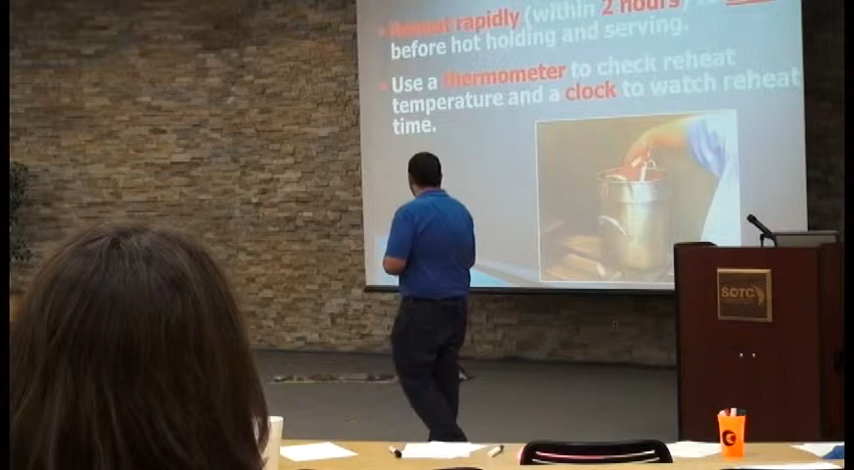 rapidly (within 2 hours) to
before hot holding and serving.
Use a thermometer to check reheat
temperature and a clock to watch reheat
time.
SOTC